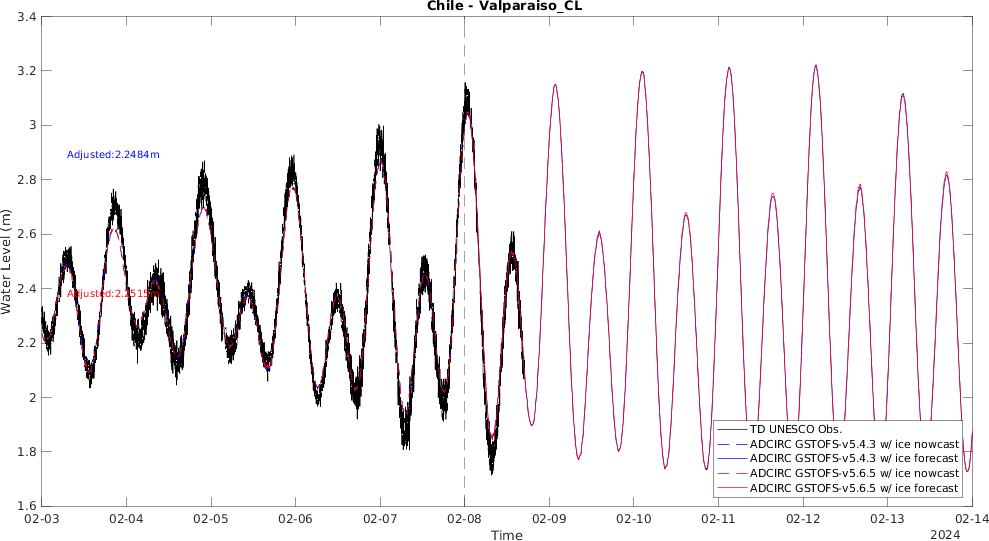 Chile - Valparaiso_CL
Water Level (m)
3.4
3.2
3
2.8
2.6
2.4
2.2
2
1.8
1.6
Adjusted:2.2484m
Adjusted:2.2515
TD UNESCO Obs.
ADCIRC GSTOFS-v5.4.3 w/ ice nowcast
ADCIRC GSTOFS-v5.4.3 w/ ice forecast
ADCIRC GSTOFS-v5.6.5 w/ ice nowcast
ADCIRC GSTOFS-v5.6.5 w/ ice forecast
02-03 02-04 02-05 02-06 02-07 02-08 02-09 02-10 02-11 02-12 02-13 02-14
Time
2024